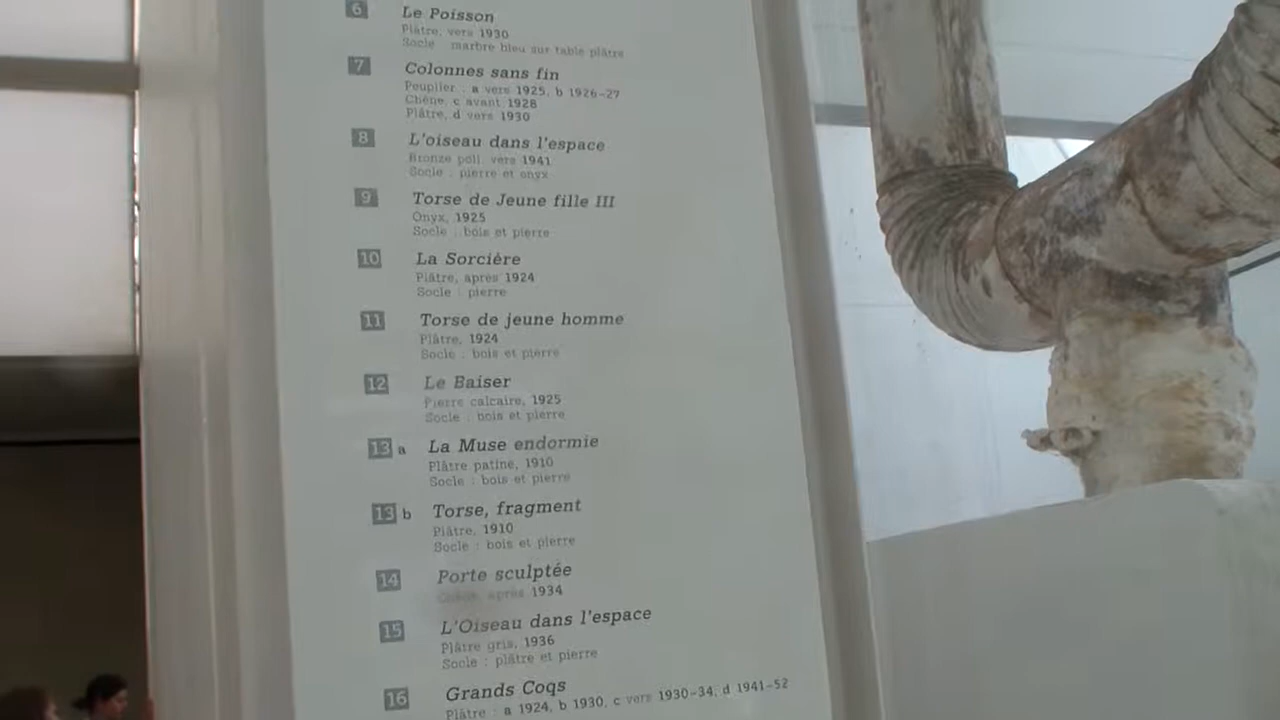 6 Le Poisson
Plâtre, vers 1930
Socle : marbre bleu sur table plâtre
7 Colonnes sans fin
Peuplier : a vers 1925, b 1926-27
Chêne, c avant 1928
Plâtre, d vers 1930
8 L'oiseau dans l'espace
Bronze poli, vers 1941
Socle : pierre et onyx
9 Torse de Jeune fille III
Onyx, 1925
Socle : bois et pierre
10 La Sorcière
Plâtre, après 1924
Socle : pierre
11 Torse de jeune homme
Plâtre, 1924
Socle : bois et pierre
12 Le Baiser
Pierre calcaire, 1925
Socle : bois et pierre
13 a La Muse endormie
Plâtre patiné, 1910
Socle : bois et pierre
13 b Torse, fragment
Plâtre, 1910
Socle : bois et pierre
14 Porte sculptée
Chêne, après 1934
15 L'Oiseau dans l'espace
Plâtre gris, 1936
Socle : plâtre et pierre
16 Grands Coqs
Plâtre : a 1924, b 1930, c vers 1930-34, d 1941-52